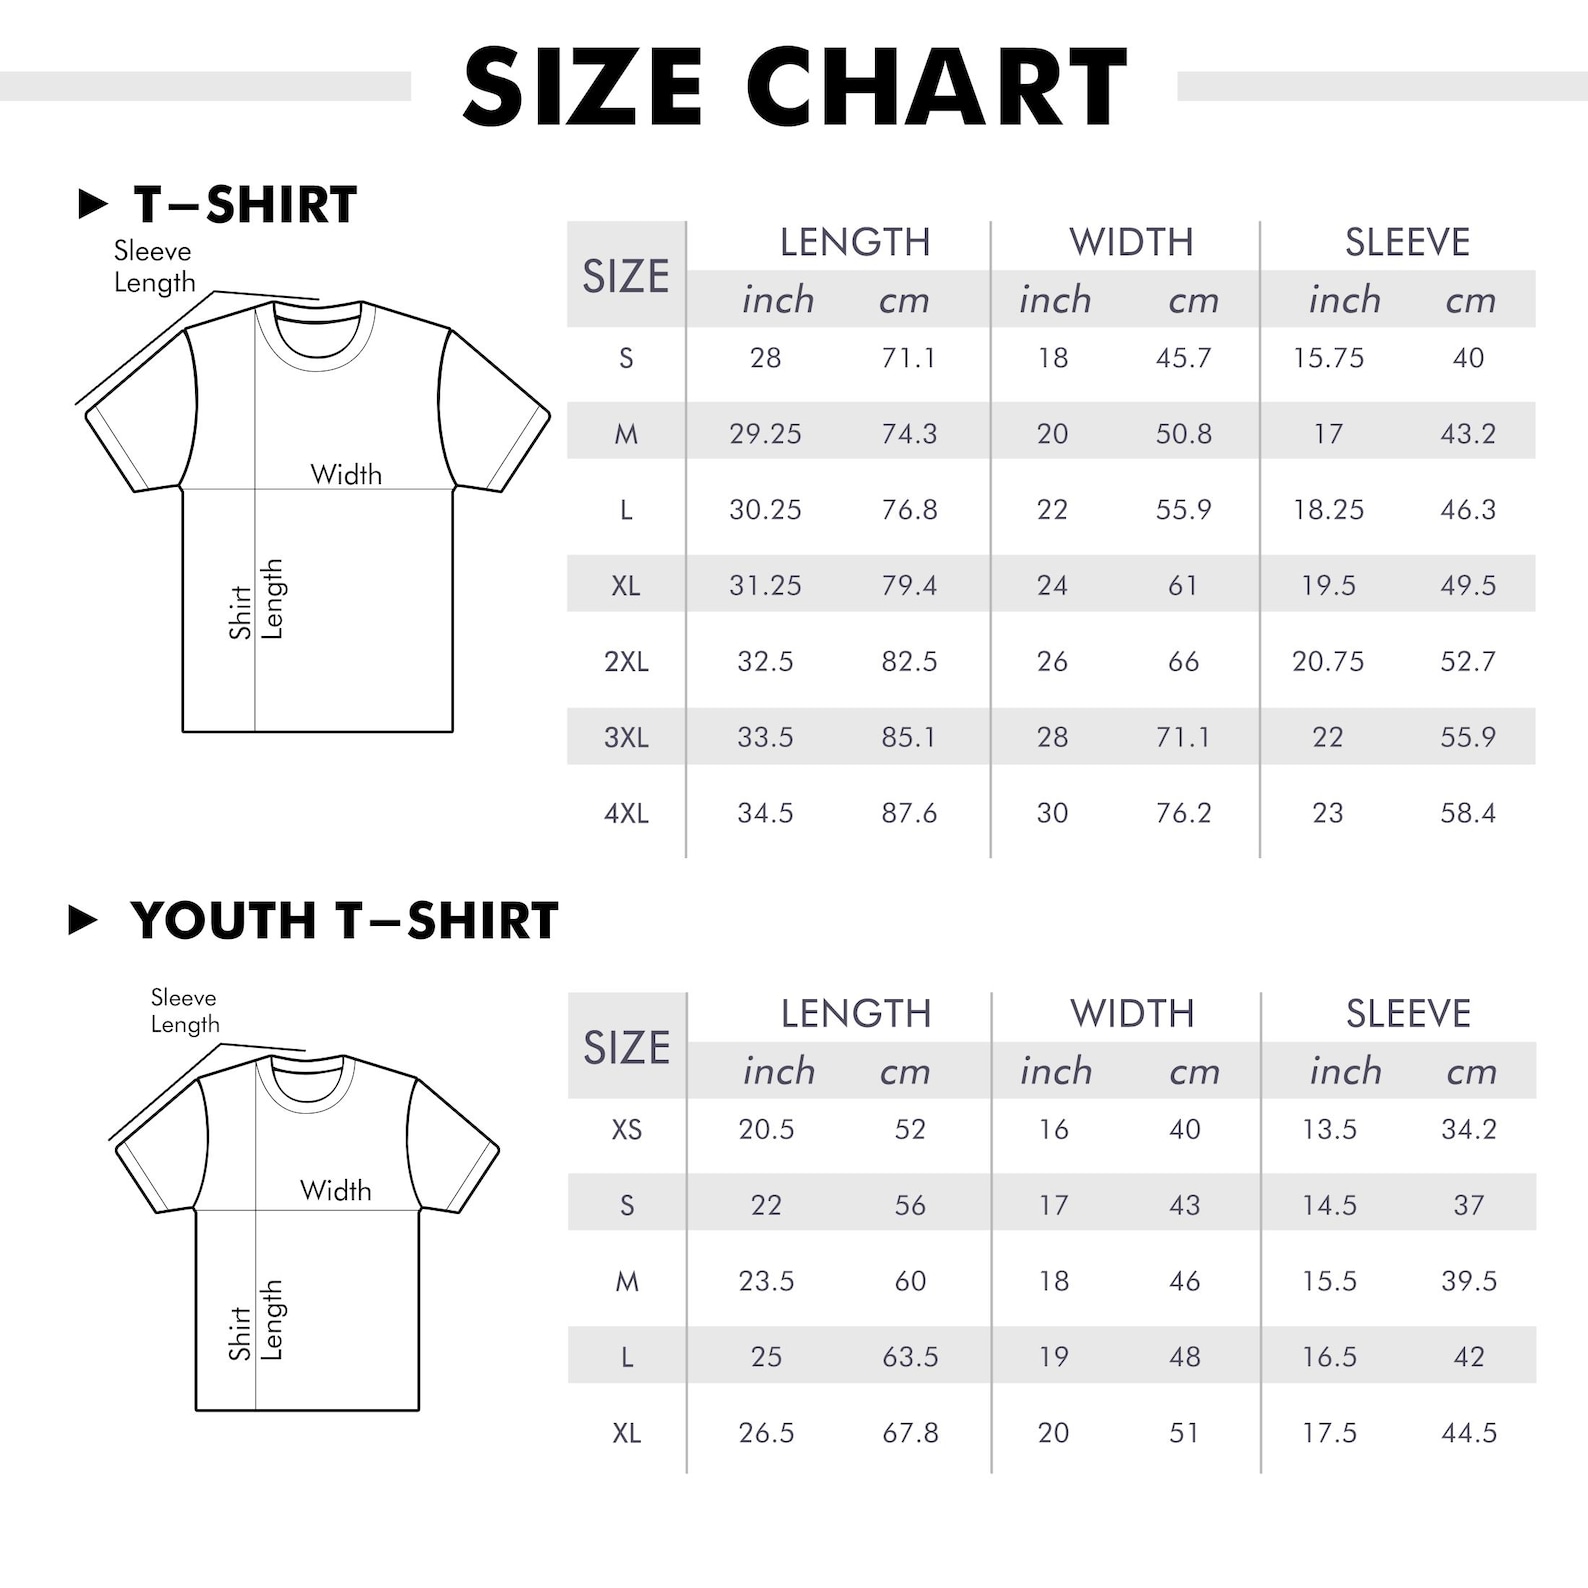 SIZE CHART
T–SHIRT
Sleeve
Length
Width
Shirt
Length
SIZE LENGTH WIDTH SLEEVE
inch cm inch cm inch cm
S 28 71.1 18 45.7 15.75 40
M 29.25 74.3 20 50.8 17 43.2
L 30.25 76.8 22 55.9 18.25 46.3
XL 31.25 79.4 24 61 19.5 49.5
2XL 32.5 82.5 26 66 20.75 52.7
3XL 33.5 85.1 28 71.1 22 55.9
4XL 34.5 87.6 30 76.2 23 58.4
YOUTH T–SHIRT
Sleeve
Length
Width
Shirt
Length
SIZE LENGTH WIDTH SLEEVE
inch cm inch cm inch cm
XS 20.5 52 16 40 13.5 34.2
S 22 56 17 43 14.5 37
M 23.5 60 18 46 15.5 39.5
L 25 63.5 19 48 16.5 42
XL 26.5 67.8 20 51 17.5 44.5